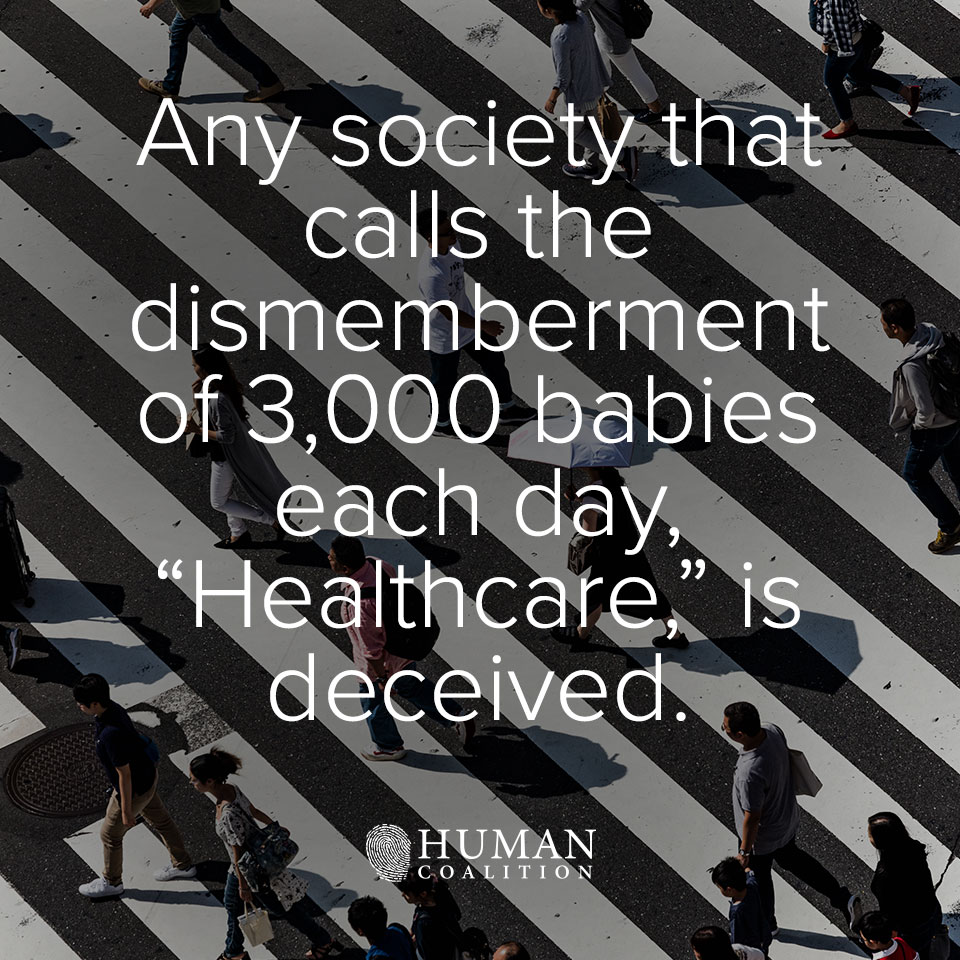 Any society that
calls the
dismemberment
of 3,000 babies
each day,
“Healthcare,” is
deceived.
HUMAN
COALITION